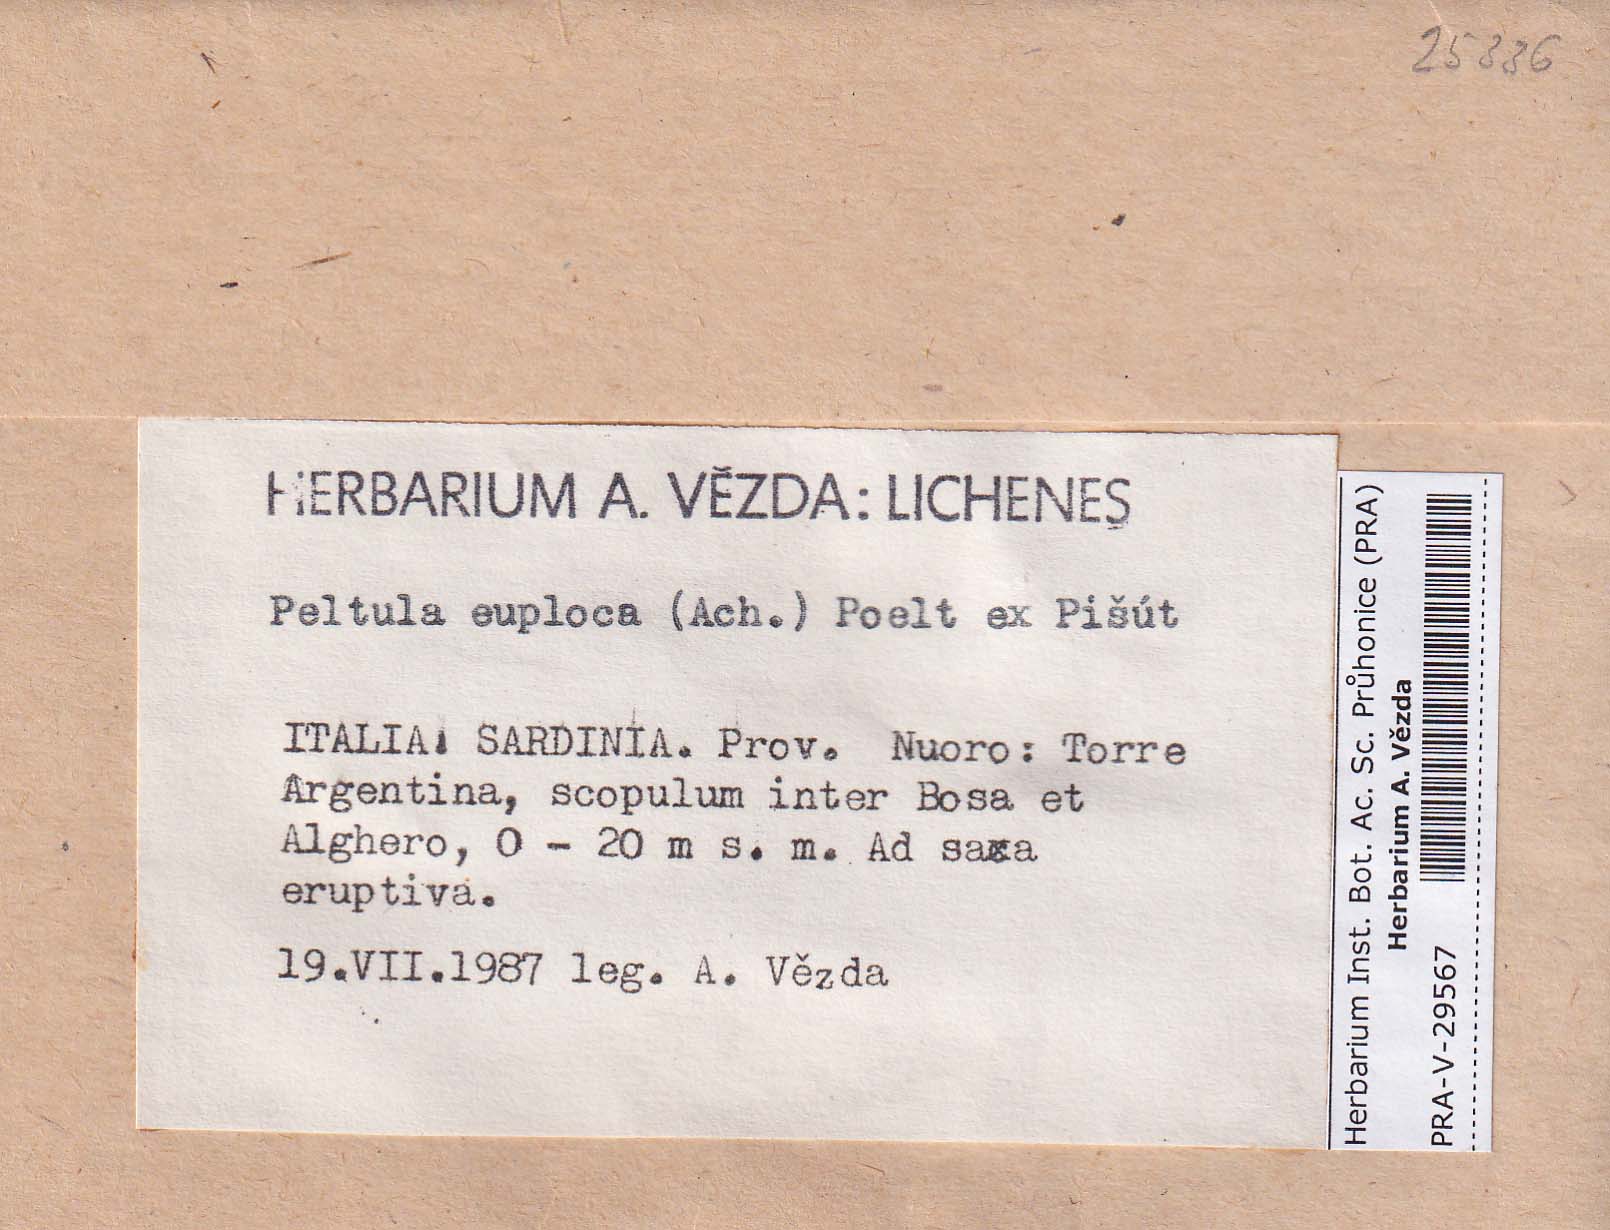 25336
HERBARIUM A. VĚZDA: LICHENES
Peltula euploca (Ach.) Poelt ex Pišút
ITALIA. SARDINIA. Prov. Nuoro: Torre
Argentina, scopulum inter Bosa et
Alghero, 0 - 20 m s. m. Ad saxa
eruptiva.
19.VII.1987 leg. A. Vězda
Herbarium Inst. Bot. Ac. Sc. Průhonice (PRA)
Herbarium A. Vězda
PRA-V-29567